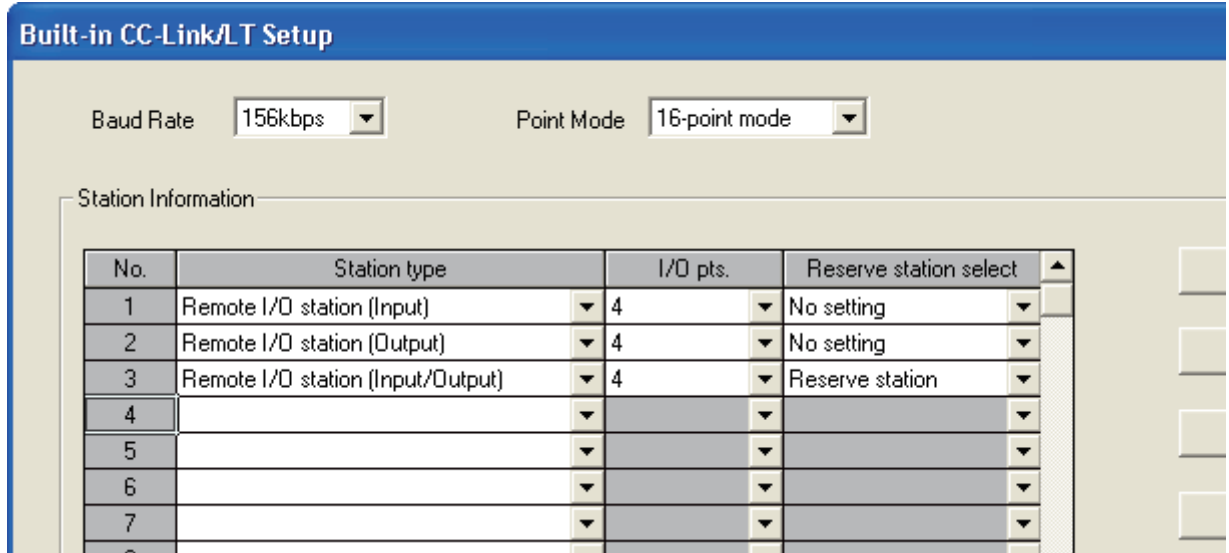 Built-in CC-Link/LT Setup
Baud Rate 156kbps Point Mode 16-point mode
Station Information
No. Station type I/O pts. Reserve station select
1 Remote I/O station (Input) 4 No setting
2 Remote I/O station (Output) 4 No setting
3 Remote I/O station (Input/Output) 4 Reserve station
4
5
6
7